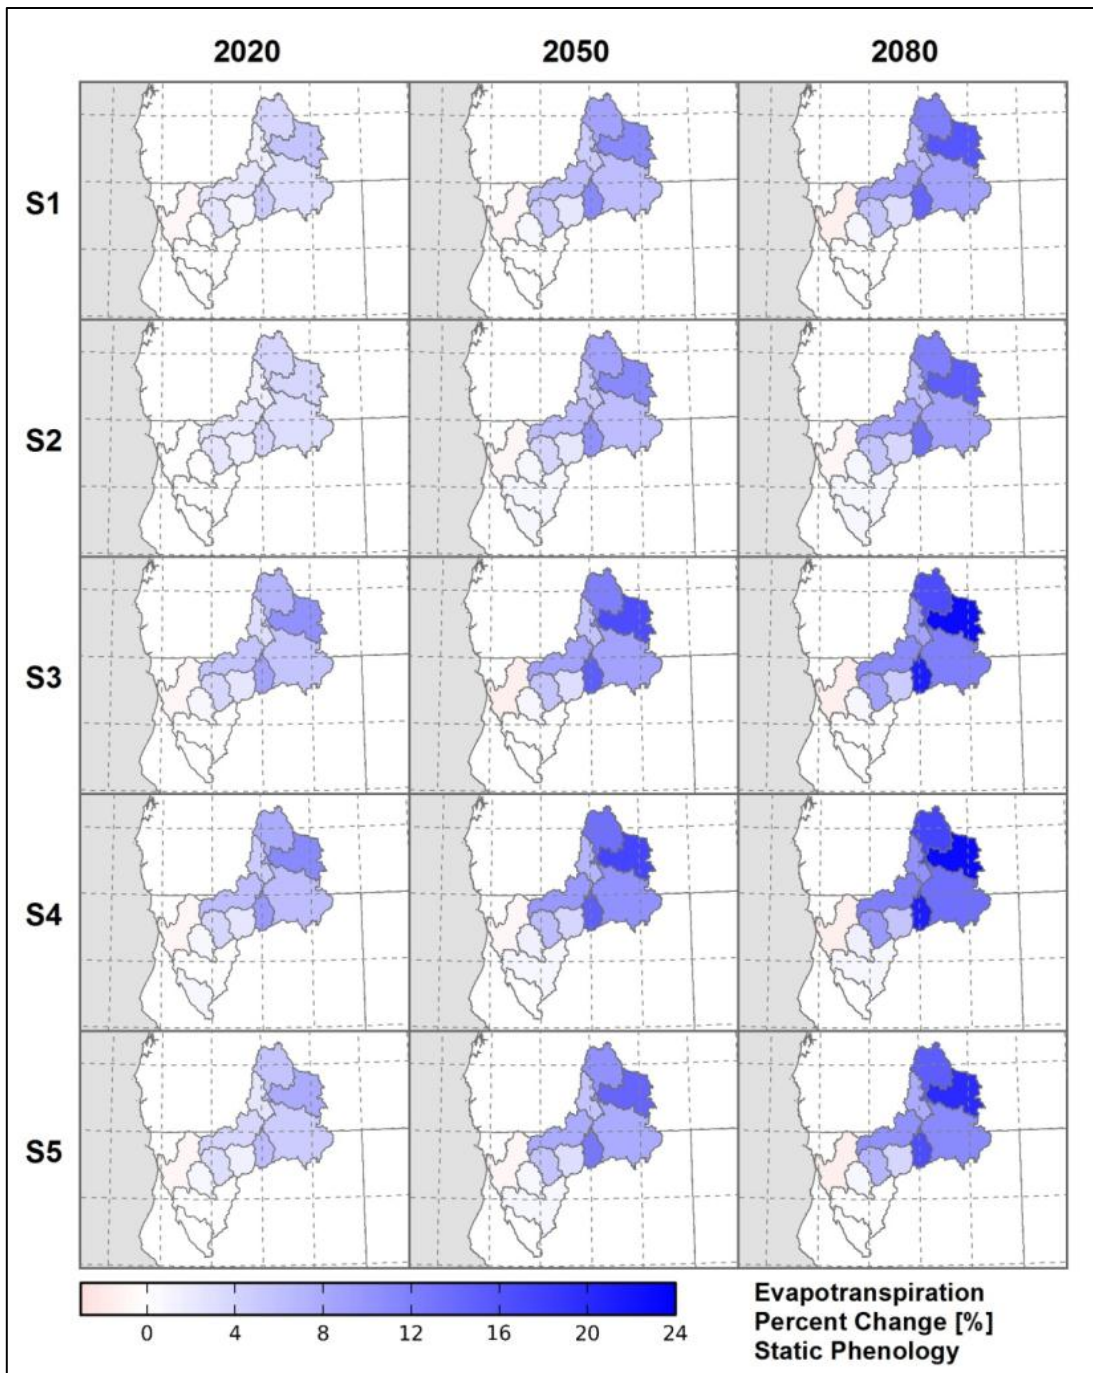 2020 2050 2080
S1
S2
S3
S4
S5
0 4 8 12 16 20 24
Evapotranspiration
Percent Change [%]
Static Phenology